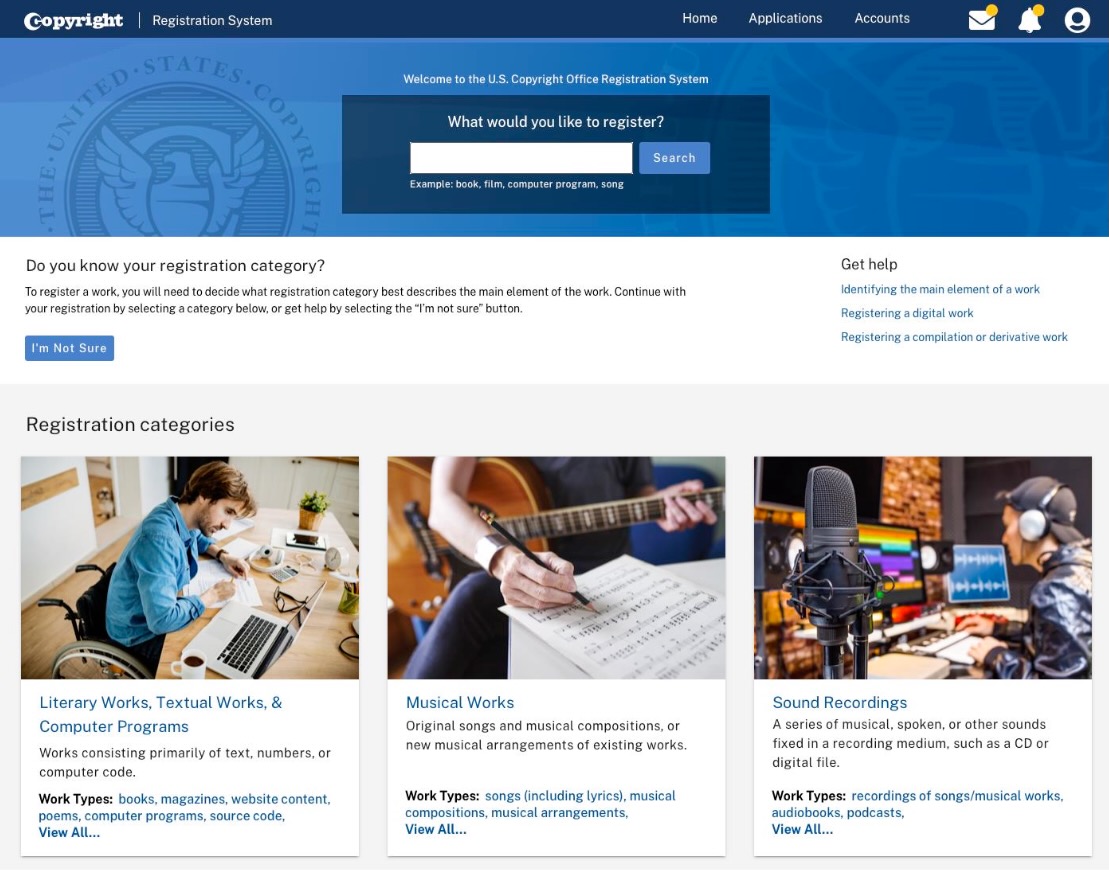 Copyright
Registration System
Home
Applications
Accounts
THE · UNITED · STATES · COPYRIGHT
Welcome to the U.S. Copyright Office Registration System
What would you like to register?
Search
Example: book, film, computer program, song
Do you know your registration category?
To register a work, you will need to decide what registration category best describes the main element of the work. Continue with
your registration by selecting a category below, or get help by selecting the “I’m not sure” button.
I'm Not Sure
Get help
Identifying the main element of a work
Registering a digital work
Registering a compilation or derivative work
Registration categories
Literary Works, Textual Works, &
Computer Programs
Works consisting primarily of text, numbers, or
computer code.
Work Types: books, magazines, website content,
poems, computer programs, source code,
View All...
Musical Works
Original songs and musical compositions, or
new musical arrangements of existing works.
Work Types: songs (including lyrics), musical
compositions, musical arrangements,
View All...
Sound Recordings
A series of musical, spoken, or other sounds
fixed in a recording medium, such as a CD or
digital file.
Work Types: recordings of songs/musical works,
audiobooks, podcasts,
View All...